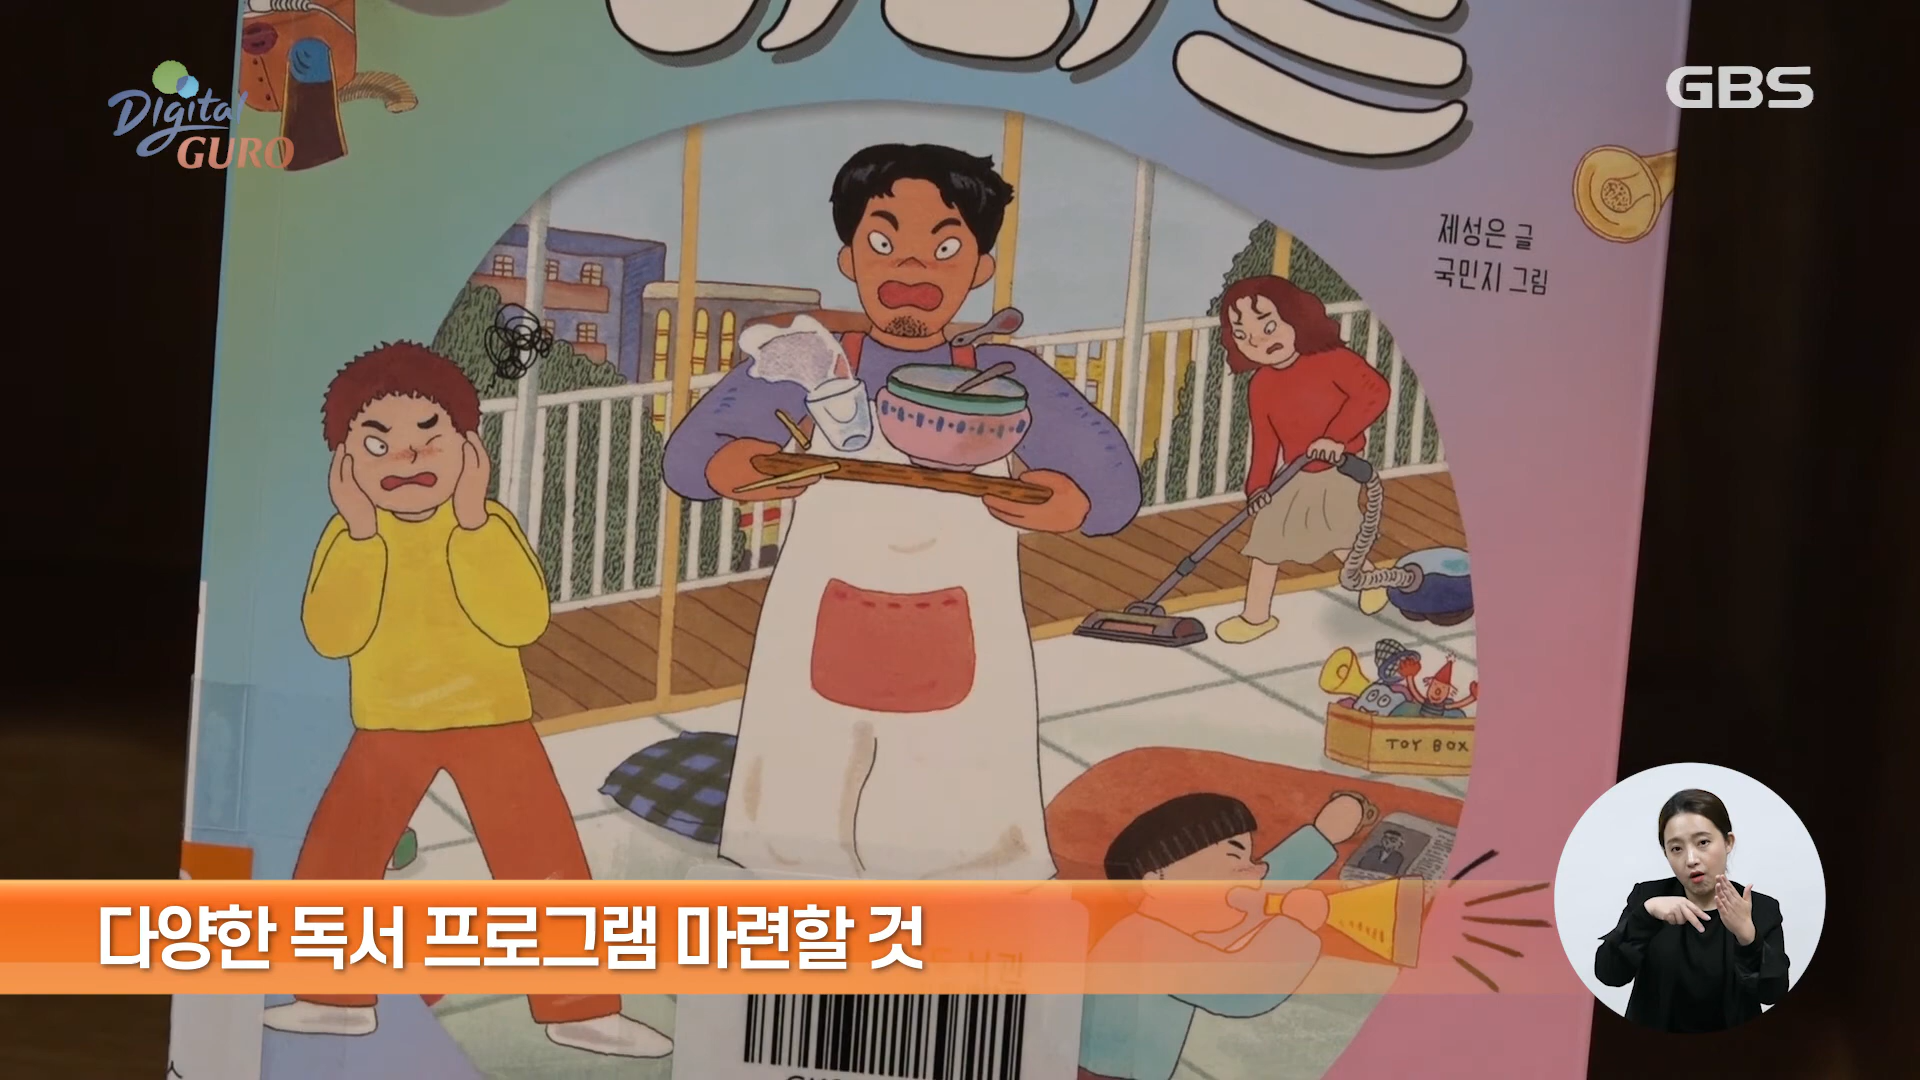 Digital
GURO
GBS
제성은 글
국민지 그림
TOY BOX
다양한 독서 프로그램 마련할 것